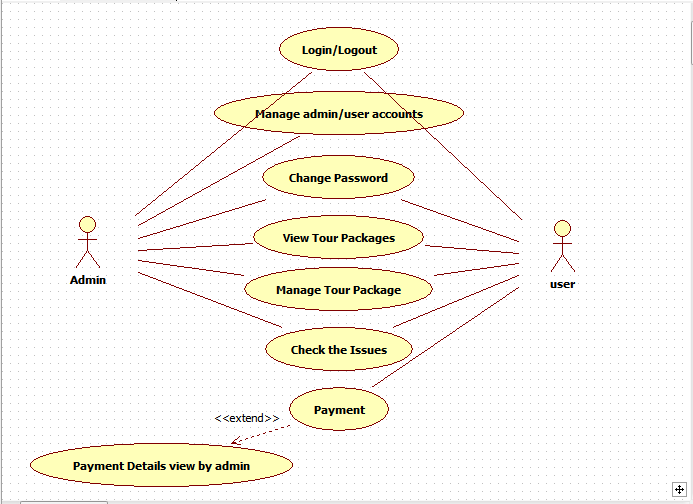 Login/Logout
Manage admin/user accounts
Change Password
View Tour Packages
Admin
user
Manage Tour Package
Check the Issues
Payment
<<extend>>
Payment Details view by admin